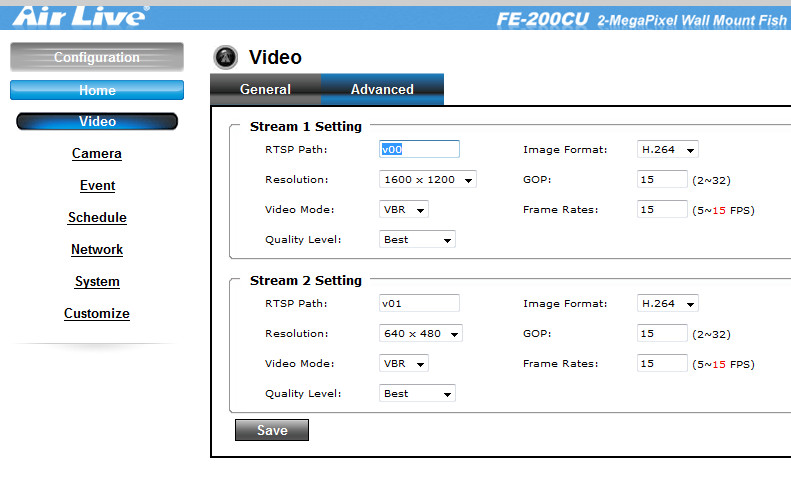 Air Live®
FE-200CU 2-MegaPixel Wall Mount Fish
Configuration
Home
Video
Camera
Event
Schedule
Network
System
Customize
Video
General Advanced
Stream 1 Setting
RTSP Path: v00 Image Format: H.264
Resolution: 1600 x 1200 GOP: 15 (2~32)
Video Mode: VBR Frame Rates: 15 (5~15 FPS)
Quality Level: Best
Stream 2 Setting
RTSP Path: v01 Image Format: H.264
Resolution: 640 x 480 GOP: 15 (2~32)
Video Mode: VBR Frame Rates: 15 (5~15 FPS)
Quality Level: Best
Save